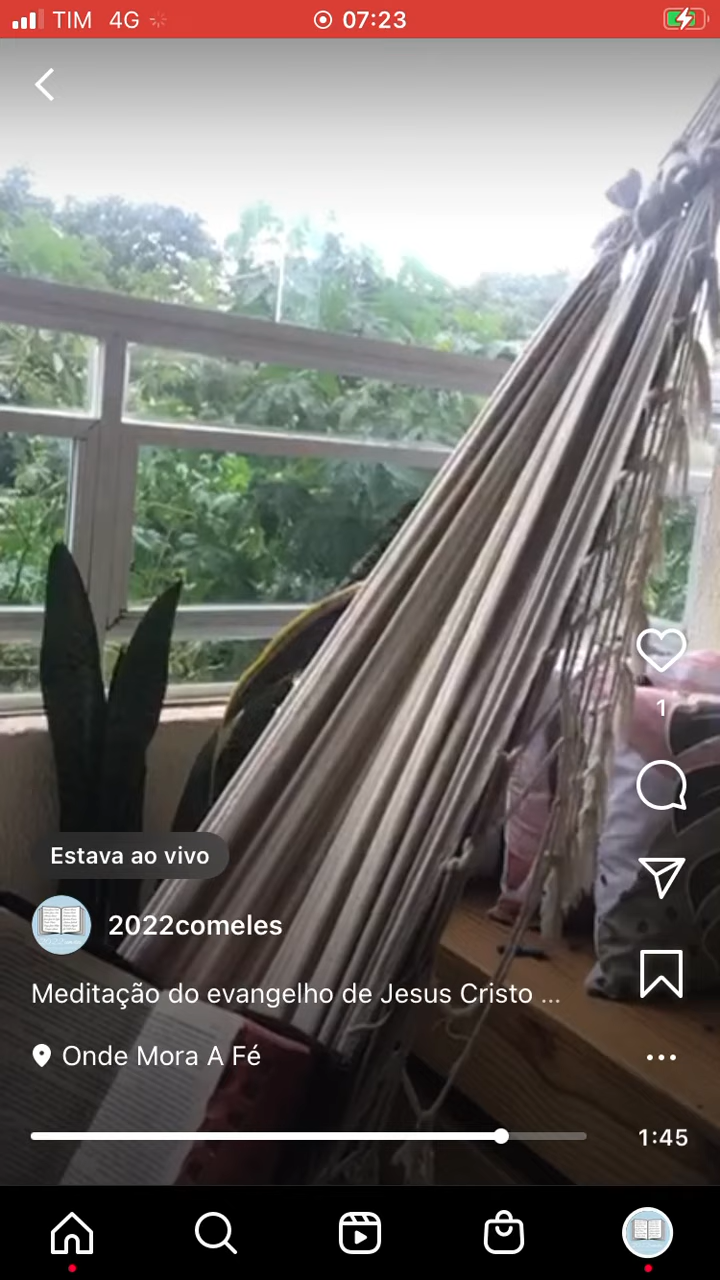 TIM 4G 07:23
Estava ao vivo
2022comeles
Meditação do evangelho de Jesus Cristo ...
Onde Mora A Fé
1
1:45